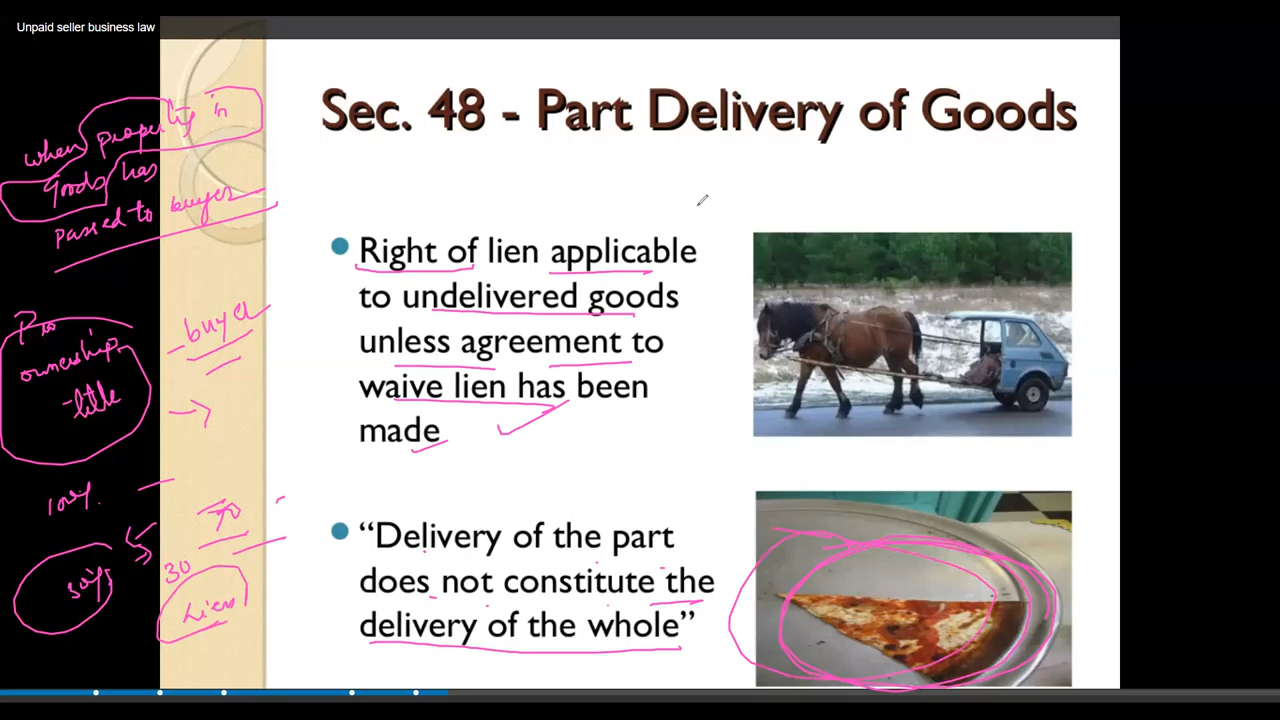 Unpaid seller business law
Sec. 48 - Part Delivery of Goods
when property in
goods has
passed to buyer
Right of lien applicable
to undelivered goods
unless agreement to
waive lien has been
made
buyer
ownership
title
"Delivery of the part
does not constitute the
delivery of the whole"
70
30
Lien